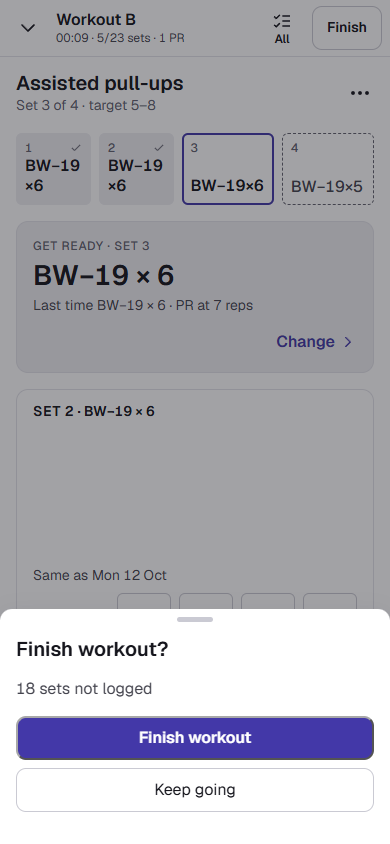 Workout B
00:09 · 5/23 sets · 1 PR
All
Finish
Assisted pull-ups
Set 3 of 4 · target 5–8
1
BW−19
×6
2
BW−19
×6
3
BW−19×6
4
BW−19×5
GET READY · SET 3
BW−19 × 6
Last time BW−19 × 6 · PR at 7 reps
Change
SET 2 · BW−19 × 6
Same as Mon 12 Oct
Finish workout?
18 sets not logged
Finish workout
Keep going